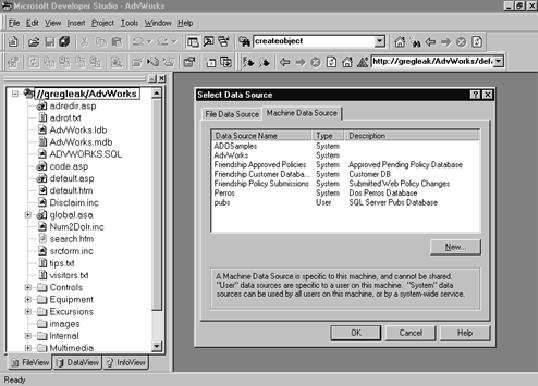 Microsoft Developer Studio - AdvWorks
File Edit View Insert Project Tools Window Help
createobject
http://gregleak/AdvWorks/def.
//gregleak/AdvWorks
adredir.asp
adrot.txt
AdvWorks.ldb
AdvWorks.mdb
ADVWORKS.SQL
code.asp
default.asp
default.htm
Disclaim.inc
global.asa
Num2Dolr.inc
search.htm
srcform.inc
tips.txt
visitors.txt
Controls
Equipment
Excursions
images
Internal
Multimedia
FileView DataView InfoView
Select Data Source
File Data Source Machine Data Source
Data Source Name Type Description
ADOSamples System
AdvWorks System
Friendship Approved Policies System Approved Pending Policy Database
Friendship Customer Databa... System Customer DB
Friendship Policy Submissions System Submitted Web Policy Changes
Perros System Dos Perros Database
pubs User SQL Server Pubs Database
New...
A Machine Data Source is specific to this machine, and cannot be shared.
"User" data sources are specific to a user on this machine. "System" data
sources can be used by all users on this machine, or by a system-wide service.
OK Cancel Help
Ready